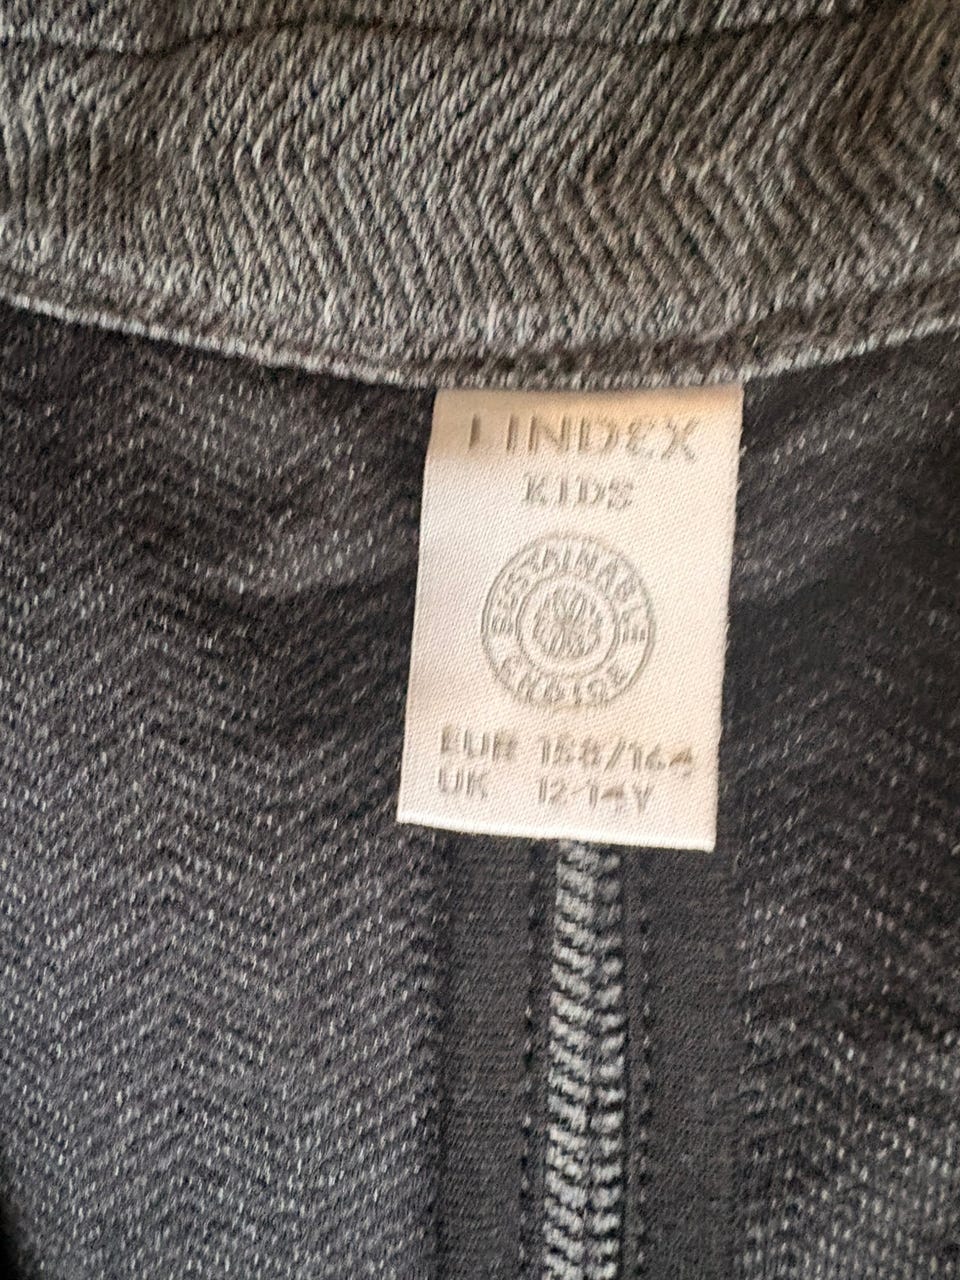 LINDEX
KIDS
SUSTAINABLE
CHOICE
EUR 158/164
UK 12-14Y